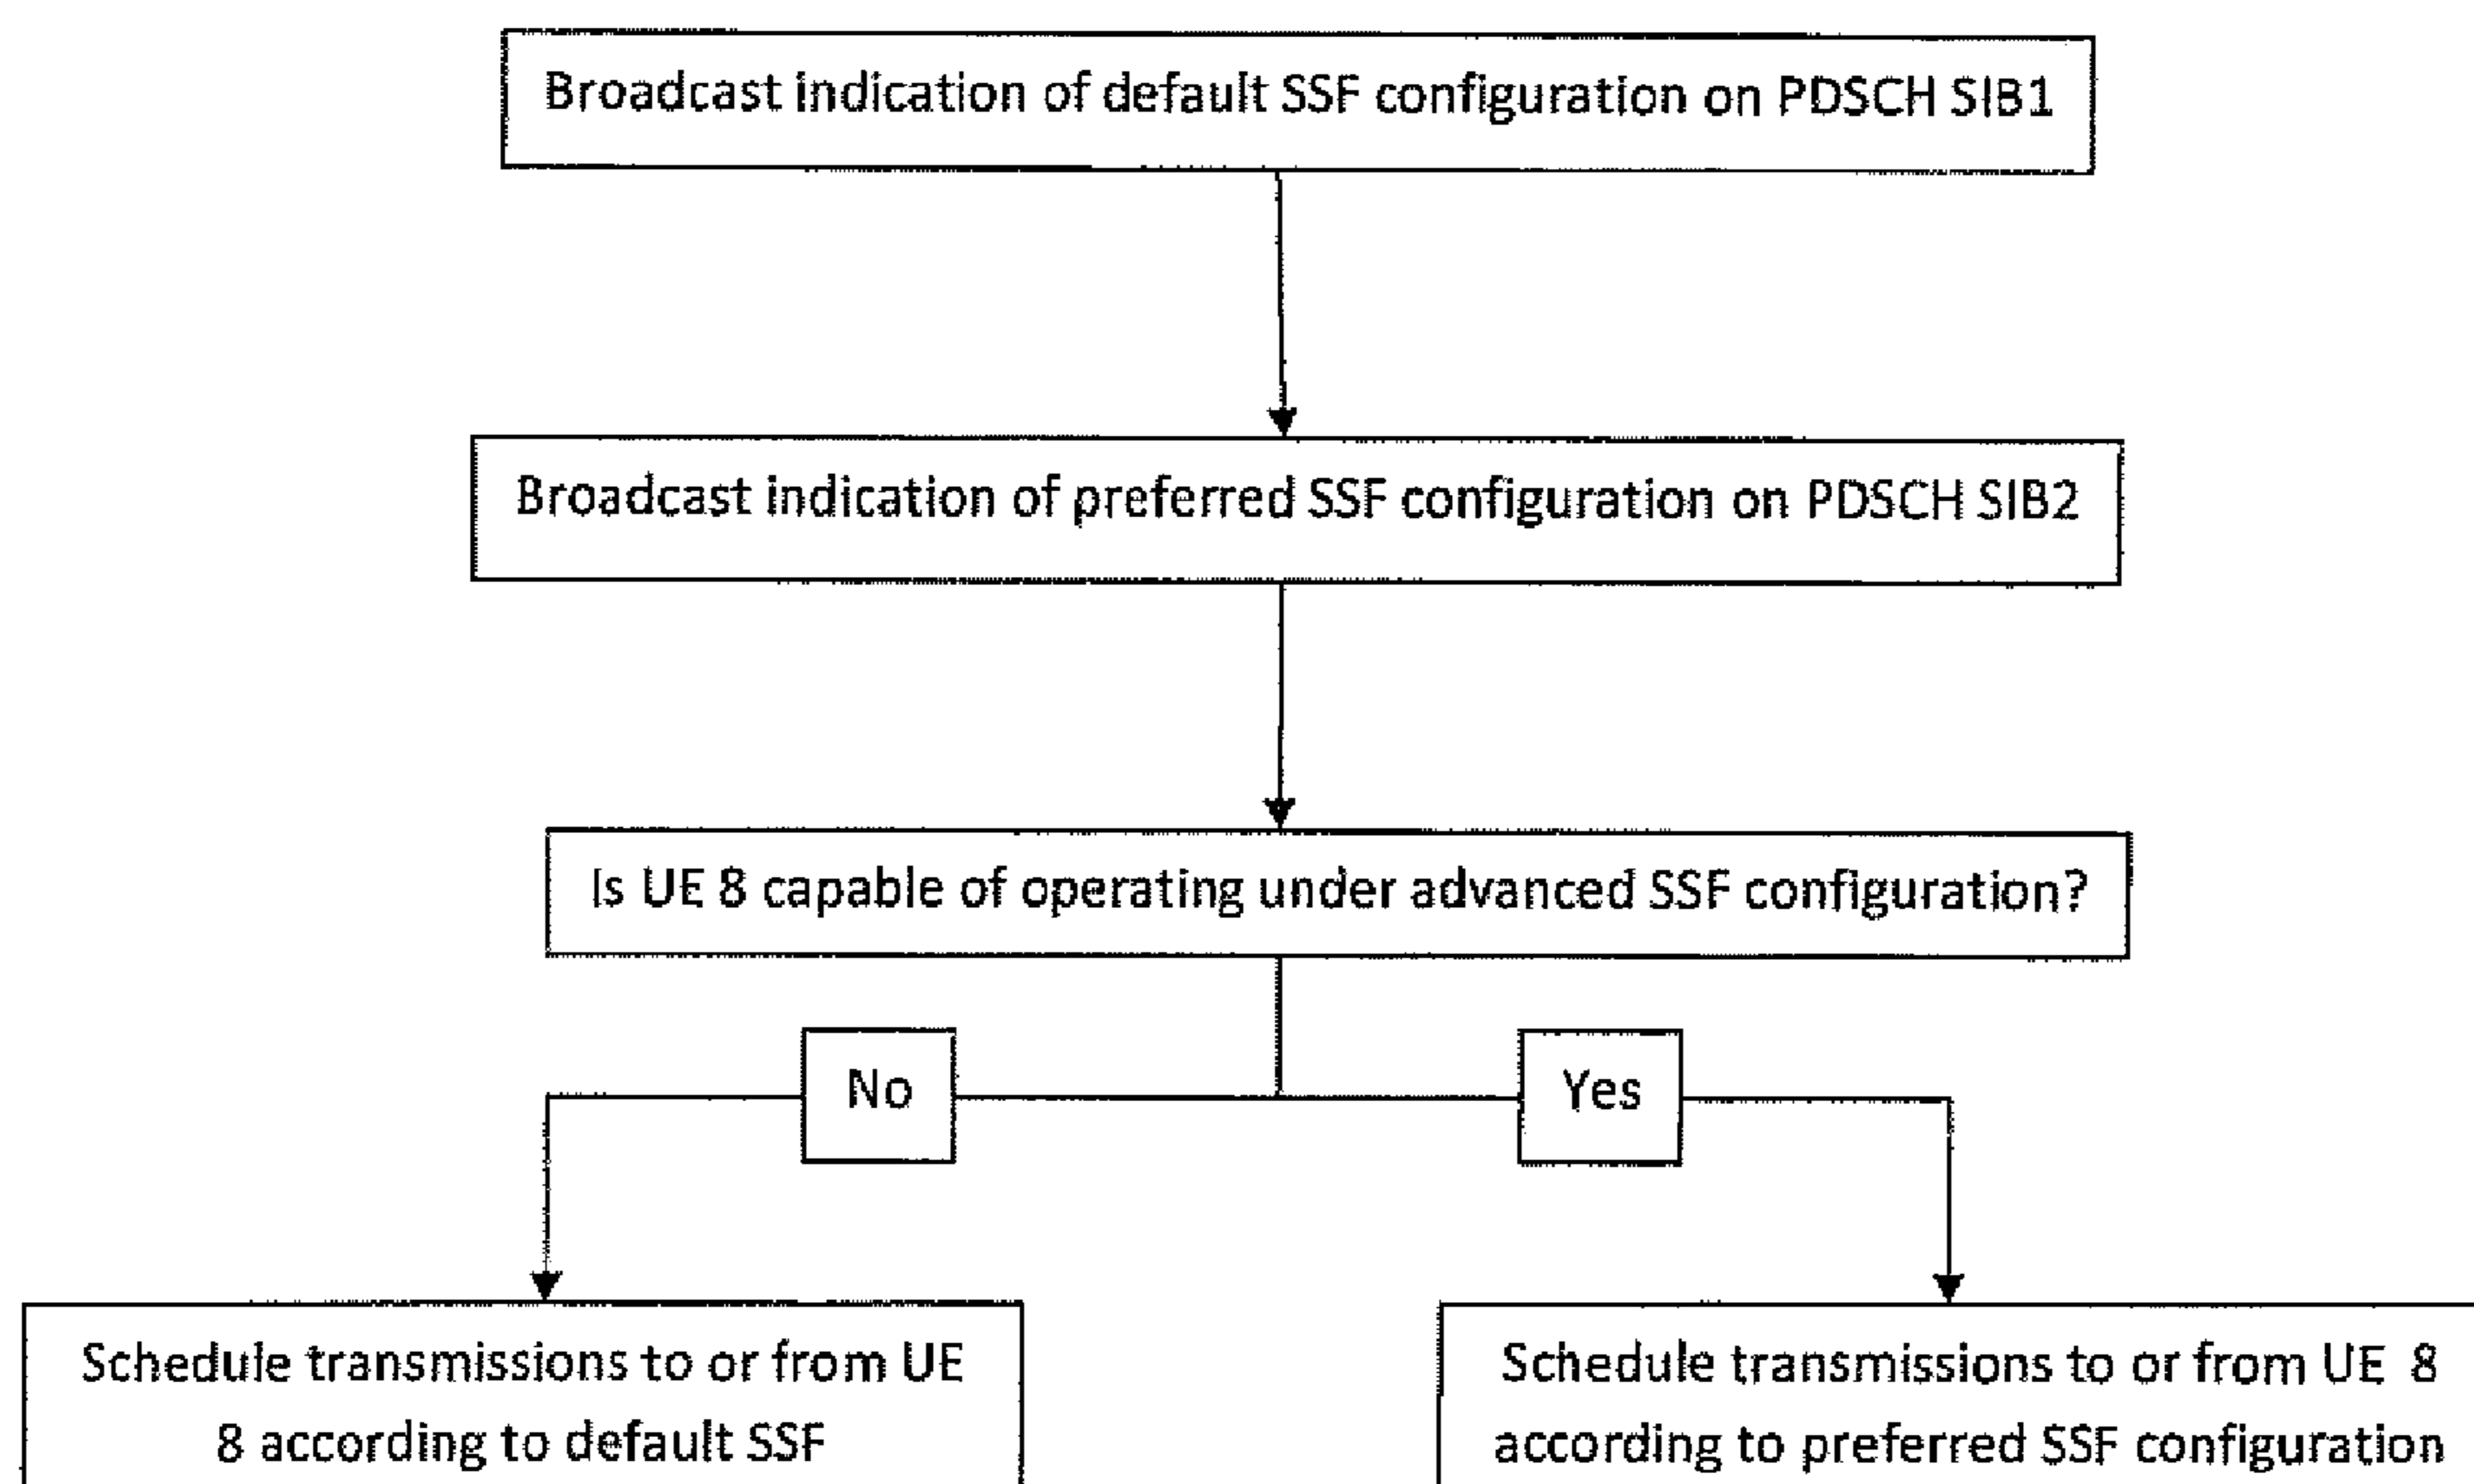 Broadcast indication of default SSF configuration on PDSCH SIB1
Broadcast indication of preferred SSF configuration on PDSCH SIB2
Is UE 8 capable of operating under advanced SSF configuration?
No
Yes
Schedule transmissions to or from UE
8 according to default SSF
Schedule transmissions to or from UE 8
according to preferred SSF configuration